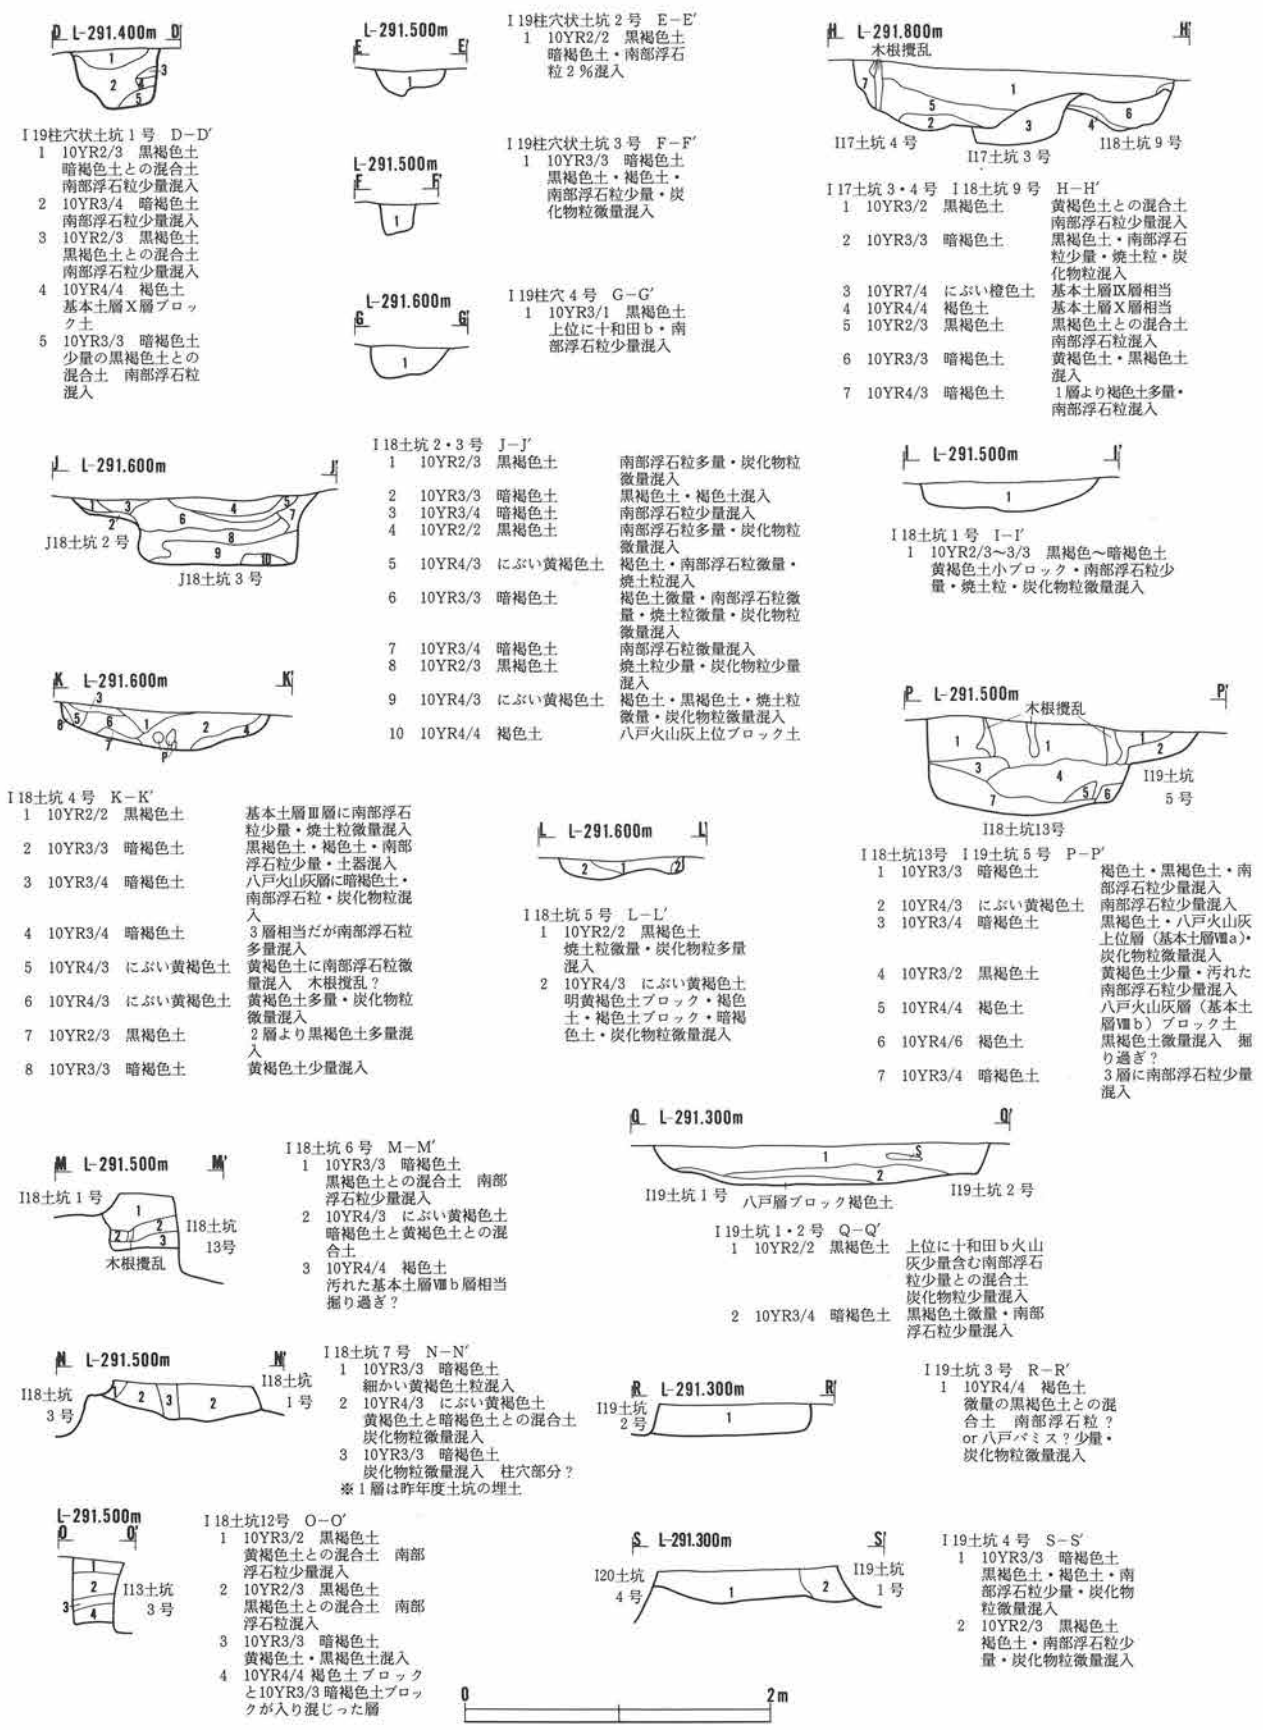 D L-291.400m D′
1
2
3
4
5
I19柱穴状土坑1号 D-D′
1 10YR2/3 黒褐色土
暗褐色土との混合土
南部浮石粒少量混入
2 10YR3/4 暗褐色土
南部浮石粒少量混入
3 10YR2/3 黒褐色土
黒褐色土との混合土
南部浮石粒少量混入
4 10YR4/4 褐色土
基本土層Ⅹ層ブロッ
ク土
5 10YR3/3 暗褐色土
少量の黒褐色土との
混合土 南部浮石粒
混入
L-291.500m
E E′
1
I19柱穴状土坑2号 E-E′
1 10YR2/2 黒褐色土
暗褐色土・南部浮石
粒2%混入
L-291.500m
F F′
1
I19柱穴状土坑3号 F-F′
1 10YR3/3 暗褐色土
黒褐色土・褐色土・
南部浮石粒少量・炭
化物粒微量混入
L-291.600m
G G′
1
I19柱穴4号 G-G′
1 10YR3/1 黒褐色土
上位に十和田b・南
部浮石粒少量混入
H L-291.800m H′
木根攪乱
7 1
5
2 3 4 6
I17土坑4号 I17土坑3号 I18土坑9号
I17土坑3・4号 I18土坑9号 H-H′
1 10YR3/2 黒褐色土 黄褐色土との混合土
南部浮石粒少量混入
2 10YR3/3 暗褐色土 黒褐色土・南部浮石
粒少量・焼土粒・炭
化物粒混入
3 10YR7/4 にぶい橙色土 基本土層Ⅸ層相当
4 10YR4/4 褐色土 基本土層Ⅹ層相当
5 10YR2/3 黒褐色土 黒褐色土との混合土
南部浮石粒混入
6 10YR3/3 暗褐色土 黄褐色土・黒褐色土
混入
7 10YR4/3 暗褐色土 1層より褐色土多量・
南部浮石粒混入
J L-291.600m J′
1 3 4 5
2 6 7
8
9 10
J18土坑2号
J18土坑3号
I18土坑2・3号 J-J′
1 10YR2/3 黒褐色土 南部浮石粒多量・炭化物粒
微量混入
2 10YR3/3 暗褐色土 黒褐色土・褐色土混入
3 10YR3/4 暗褐色土 南部浮石粒少量混入
4 10YR2/2 黒褐色土 南部浮石粒多量・炭化物粒
微量混入
5 10YR4/3 にぶい黄褐色土 褐色土・南部浮石粒微量・
焼土粒混入
6 10YR3/3 暗褐色土 褐色土微量・南部浮石粒微
量・焼土粒微量・炭化物粒
微量混入
7 10YR3/4 暗褐色土 南部浮石粒微量混入
8 10YR2/3 黒褐色土 焼土粒少量・炭化物粒少量
混入
9 10YR4/3 にぶい黄褐色土 褐色土・黒褐色土・焼土粒
微量・炭化物粒微量混入
10 10YR4/4 褐色土 八戸火山灰上位ブロック土
I L-291.500m I′
1
I18土坑1号 I-I′
1 10YR2/3~3/3 黒褐色~暗褐色土
黄褐色土小ブロック・南部浮石粒少
量・焼土粒・炭化物粒微量混入
K L-291.600m K′
3
8 5 6 1 2 4
7 P
I18土坑4号 K-K′
1 10YR2/2 黒褐色土 基本土層Ⅲ層に南部浮石
粒少量・焼土粒微量混入
2 10YR3/3 暗褐色土 黒褐色土・褐色土・南部
浮石粒少量・土器混入
3 10YR3/4 暗褐色土 八戸火山灰層に暗褐色土・
南部浮石粒・炭化物粒混
入
4 10YR3/4 暗褐色土 3層相当だが南部浮石粒
多量混入
5 10YR4/3 にぶい黄褐色土 黄褐色土に南部浮石粒微
量混入 木根攪乱?
6 10YR4/3 にぶい黄褐色土 黄褐色土多量・炭化物粒
微量混入
7 10YR2/3 黒褐色土 2層より黒褐色土多量混
入
8 10YR3/3 暗褐色土 黄褐色土少量混入
L L-291.600m L′
2 1 2
I18土坑5号 L-L′
1 10YR2/2 黒褐色土
焼土粒微量・炭化物粒多量
混入
2 10YR4/3 にぶい黄褐色土
明黄褐色土ブロック・褐色
土・褐色土ブロック・暗褐
色土・炭化物粒微量混入
P L-291.500m P′
木根攪乱
1 1 1
2
3 4
7 5 6
I19土坑
5号
I18土坑13号
I18土坑13号 I19土坑5号 P-P′
1 10YR3/3 暗褐色土 褐色土・黒褐色土・南
部浮石粒少量混入
2 10YR4/3 にぶい黄褐色土 南部浮石粒少量混入
3 10YR3/4 暗褐色土 黒褐色土・八戸火山灰
上位層(基本土層Ⅷa)・
炭化物粒微量混入
4 10YR3/2 黒褐色土 黄褐色土少量・汚れた
南部浮石粒少量混入
5 10YR4/4 褐色土 八戸火山灰層(基本土
層Ⅷb)ブロック土
6 10YR4/6 褐色土 黒褐色土微量混入 掘
り過ぎ?
7 10YR3/4 暗褐色土 3層に南部浮石粒少量
混入
M L-291.500m M′
I18土坑1号
1
2 2
3
I18土坑
13号
木根攪乱
I18土坑6号 M-M′
1 10YR3/3 暗褐色土
黒褐色土との混合土 南部
浮石粒少量混入
2 10YR4/3 にぶい黄褐色土
暗褐色土と黄褐色土との混
合土
3 10YR4/4 褐色土
汚れた基本土層Ⅷb層相当
掘り過ぎ?
Q L-291.300m Q′
1 S
2
I19土坑1号 八戸層ブロック褐色土 I19土坑2号
I19土坑1・2号 Q-Q′
1 10YR2/2 黒褐色土 上位に十和田b火山
灰少量含む南部浮石
粒少量との混合土
炭化物粒少量混入
2 10YR3/4 暗褐色土 黒褐色土微量・南部
浮石粒少量混入
N L-291.500m N′
I18土坑
3号
1 2 3 2
I18土坑
1号
I18土坑7号 N-N′
1 10YR3/3 暗褐色土
細かい黄褐色土粒混入
2 10YR4/3 にぶい黄褐色土
黄褐色土と暗褐色土との混合土
炭化物粒微量混入
3 10YR3/3 暗褐色土
炭化物粒微量混入 柱穴部分?
※1層は昨年度土坑の埋土
R L-291.300m R′
I19土坑
2号
1
I19土坑3号 R-R′
1 10YR4/4 褐色土
微量の黒褐色土との混
合土 南部浮石粒?
or八戸パミス?少量・
炭化物粒微量混入
L-291.500m
O O′
1
2
3
4
I13土坑
3号
I18土坑12号 O-O′
1 10YR3/2 黒褐色土
黄褐色土との混合土 南部
浮石粒少量混入
2 10YR2/3 黒褐色土
黒褐色土との混合土 南部
浮石粒混入
3 10YR3/3 暗褐色土
黄褐色土・黒褐色土混入
4 10YR4/4 褐色土ブロック
と10YR3/3暗褐色土ブロッ
クが入り混じった層
S L-291.300m S′
I20土坑
4号
1 2
I19土坑
1号
I19土坑4号 S-S′
1 10YR3/3 暗褐色土
黒褐色土・褐色土・南
部浮石粒少量・炭化物
粒微量混入
2 10YR2/3 黒褐色土
褐色土・南部浮石粒少
量・炭化物粒微量混入
0 2m